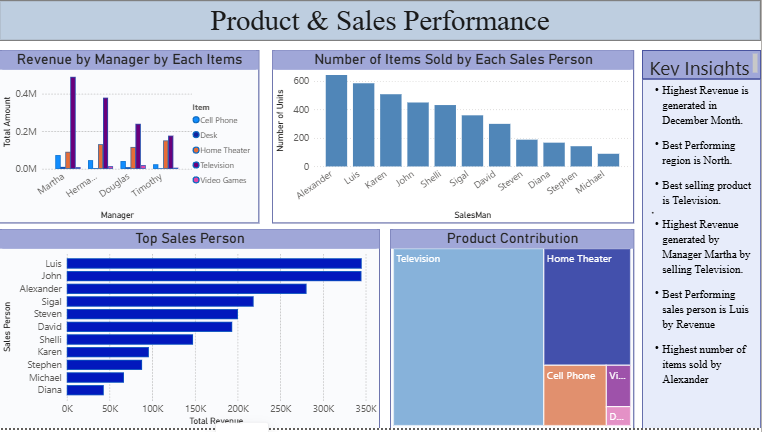 Product & Sales Performance
Revenue by Manager by Each Items
Total Amount
0.4M
0.2M
0.0M
Martha
Herma...
Douglas
Timothy
Manager
Item
Cell Phone
Desk
Home Theater
Television
Video Games
Number of Items Sold by Each Sales Person
Number of Units
600
400
200
0
Alexander
Luis
Karen
John
Shelli
Sigal
David
Steven
Diana
Stephen
Michael
SalesMan
Top Sales Person
Sales Person
Luis
John
Alexander
Sigal
Steven
David
Shelli
Karen
Stephen
Michael
Diana
0K 50K 100K 150K 200K 250K 300K 350K
Total Revenue
Product Contribution
Television
Home Theater
Cell Phone
Vi...
D...
Key Insights
• Highest Revenue is
generated in
December Month.
• Best Performing
region is North.
• Best selling product
is Television.
• Highest Revenue
generated by
Manager Martha by
selling Television.
• Best Performing
sales person is Luis
by Revenue
• Highest number of
items sold by
Alexander